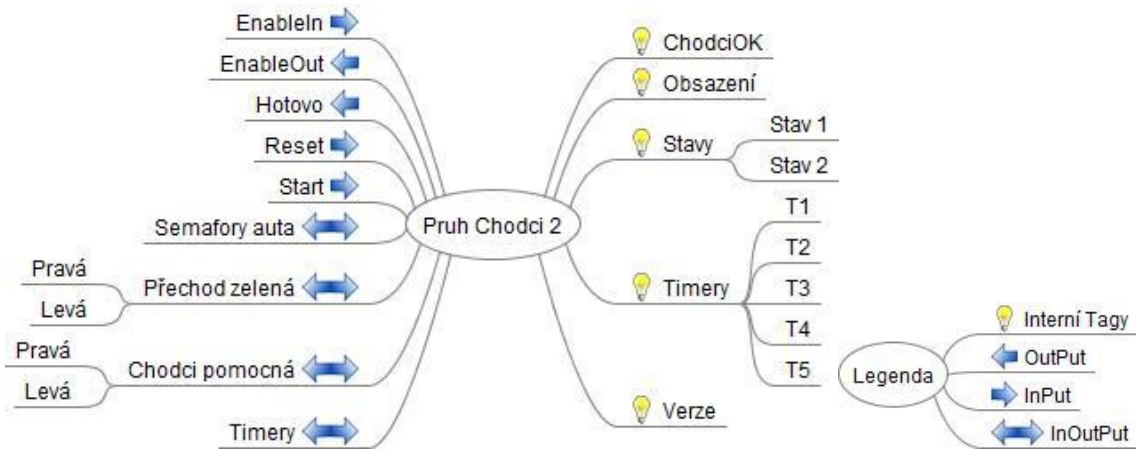 EnableIn
EnableOut
Hotovo
Reset
Start
Semafory auta
Přechod zelená
Pravá
Levá
Chodci pomocná
Pravá
Levá
Timery
Pruh Chodci 2
ChodciOK
Obsazení
Stavy
Stav 1
Stav 2
Timery
T1
T2
T3
T4
T5
Verze
Legenda
Interní Tagy
OutPut
InPut
InOutPut